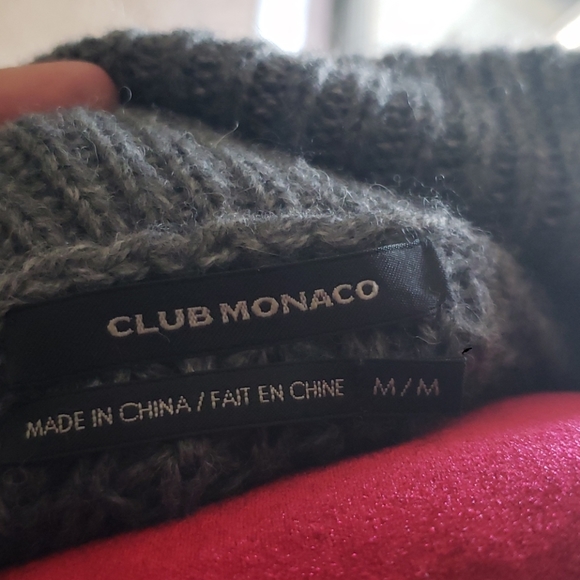 CLUB MONACO
MADE IN CHINA / FAIT EN CHINE M/M